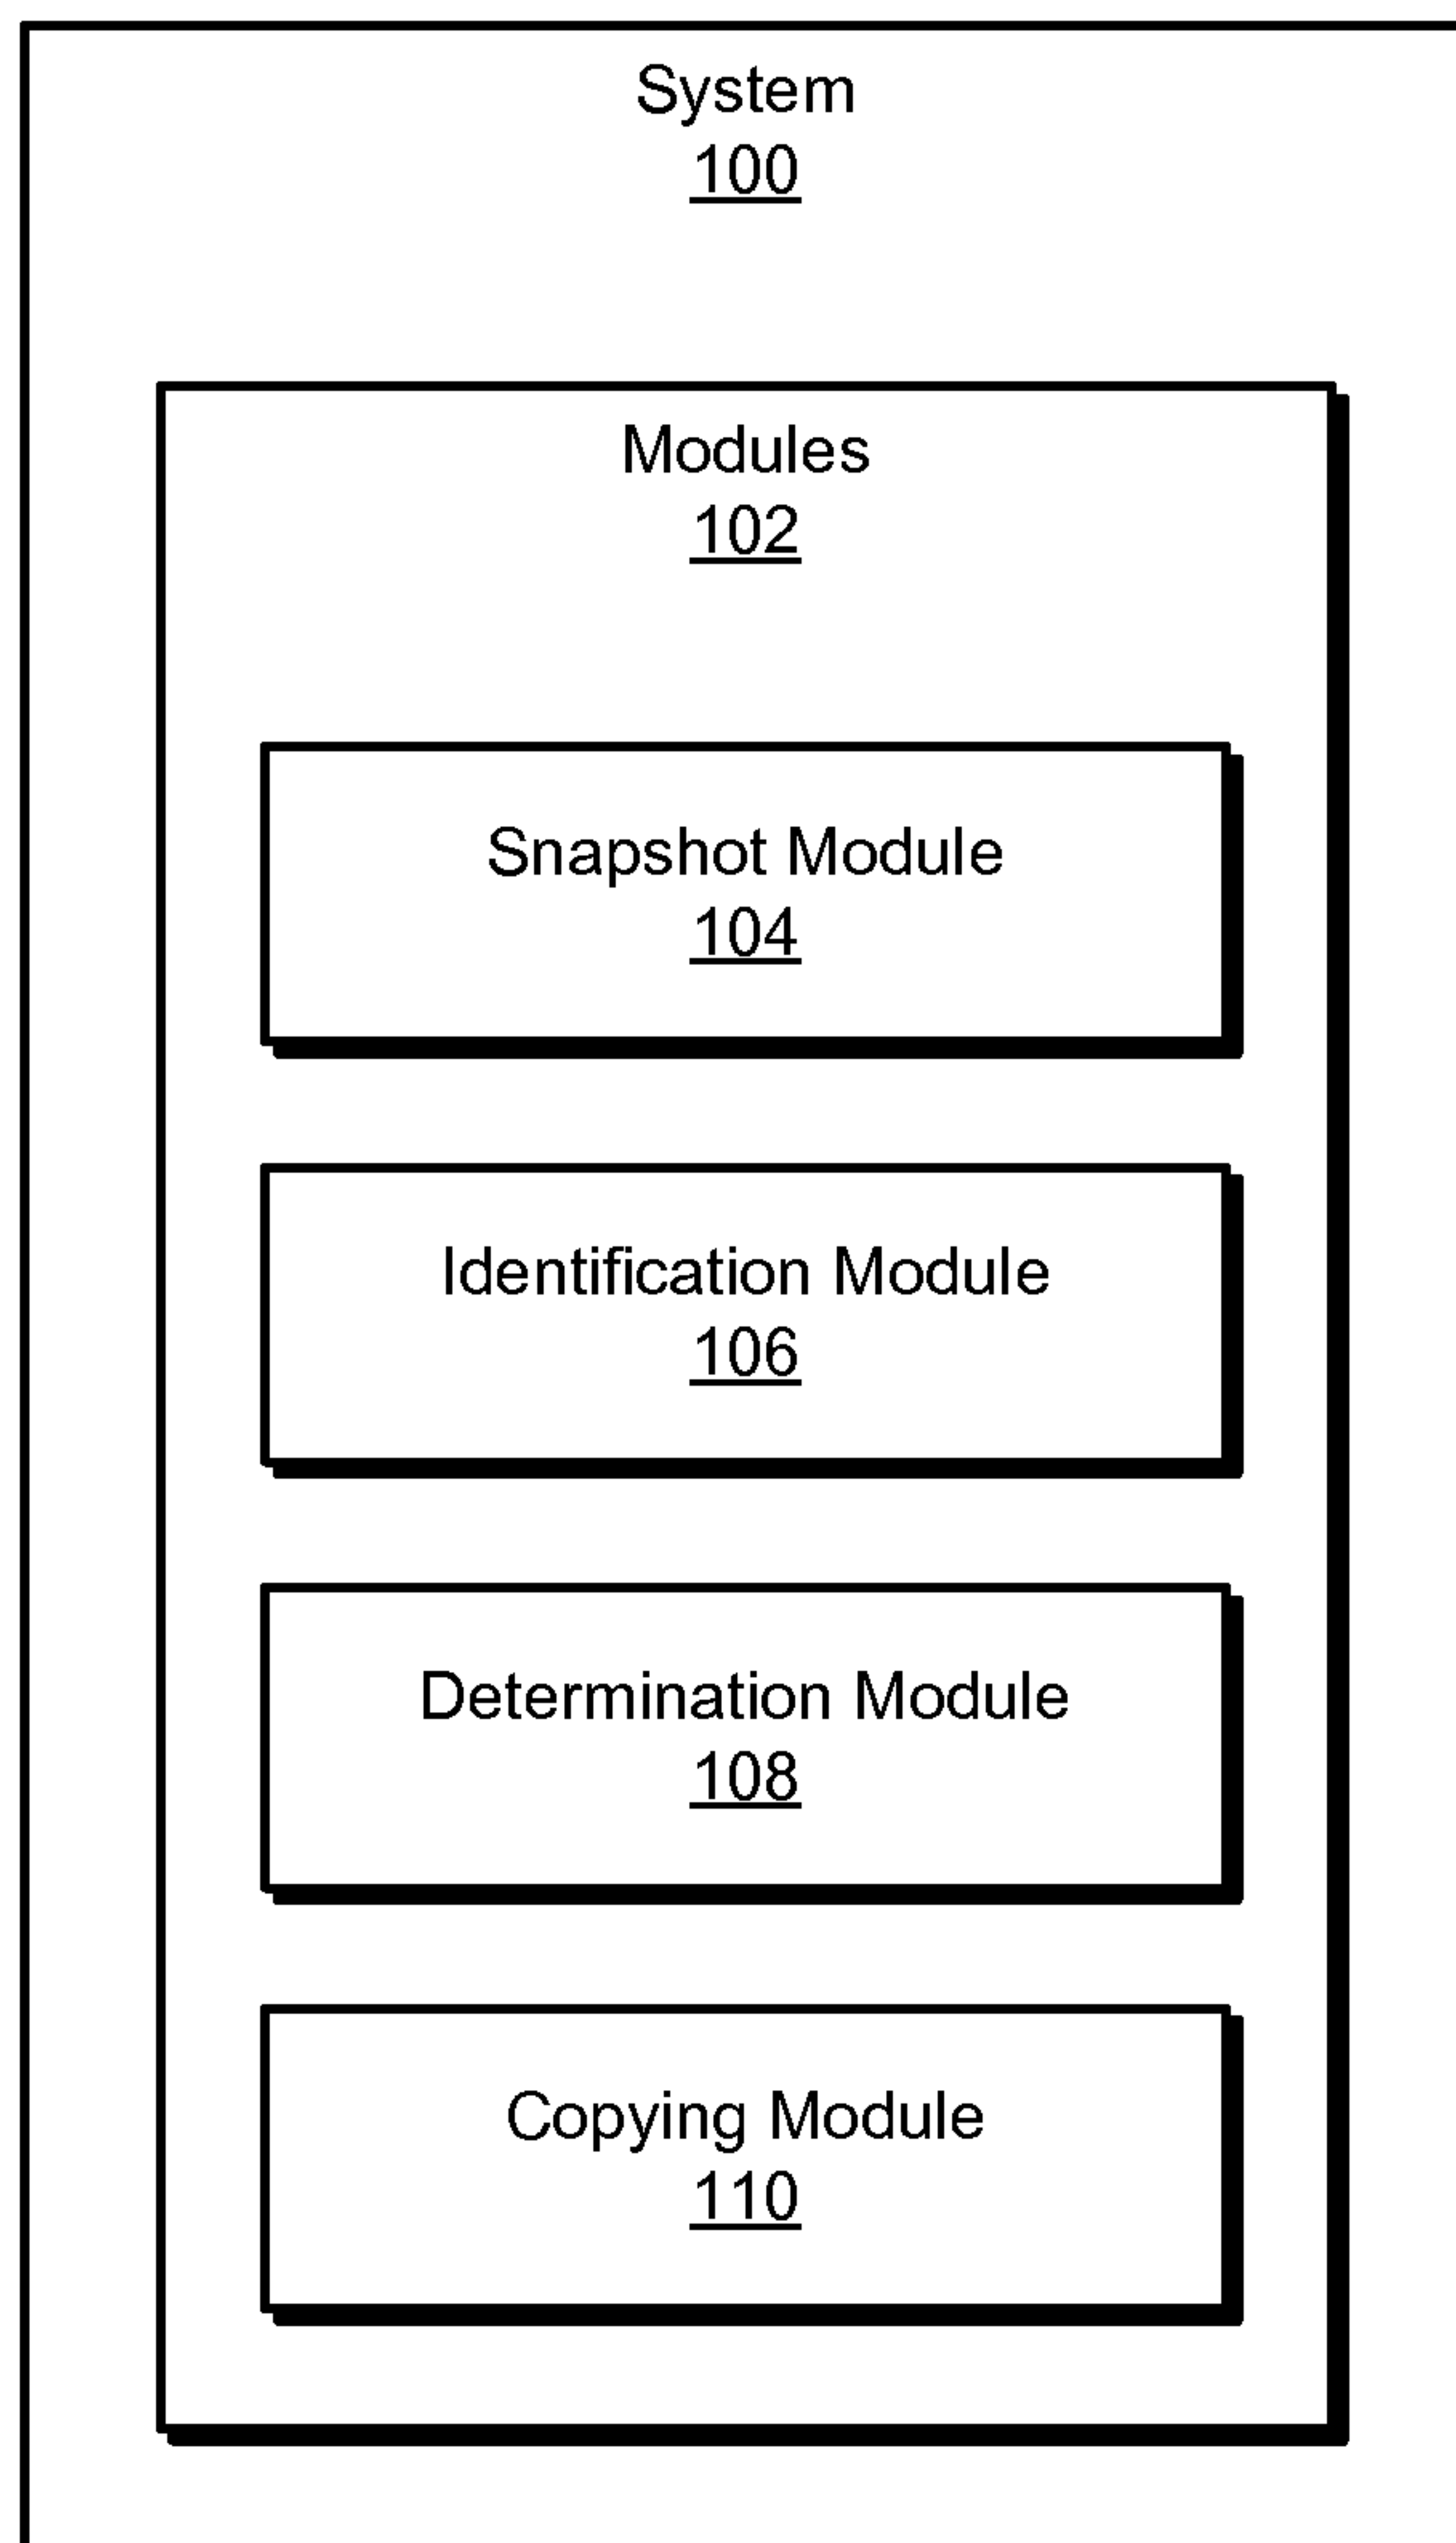 System
100
Modules
102
Snapshot Module
104
Identification Module
106
Determination Module
108
Copying Module
110